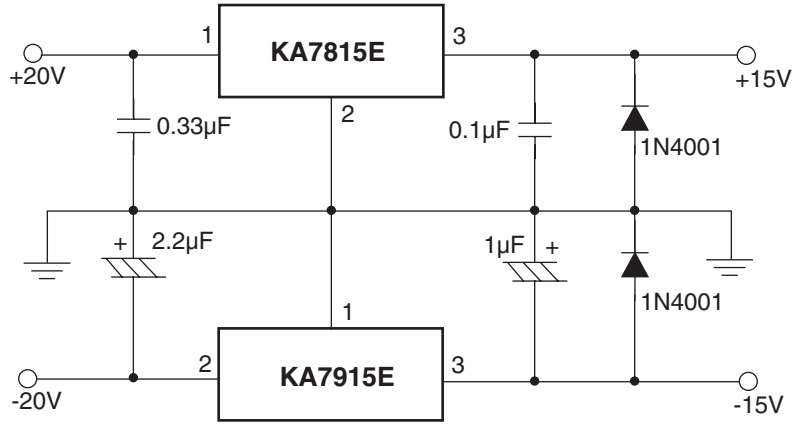 1
KA7815E
3
+20V
+15V
2
0.33µF
0.1µF
1N4001
+
2.2µF
1µF
+
1N4001
1
2
KA7915E
3
-20V
-15V